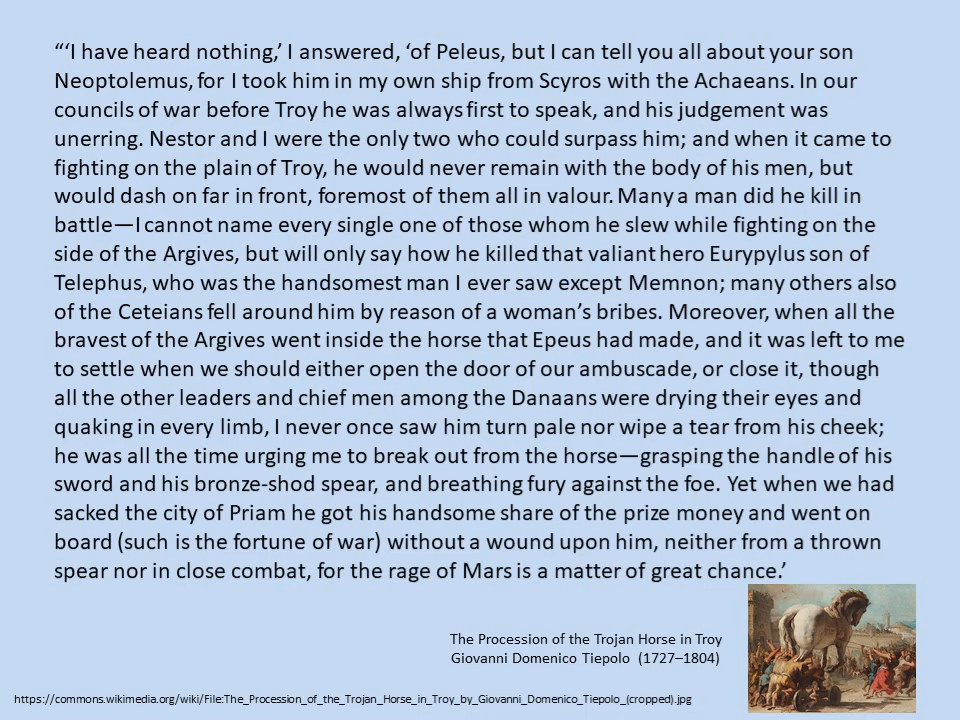 “‘I have heard nothing,’ I answered, ‘of Peleus, but I can tell you all about your son
Neoptolemus, for I took him in my own ship from Scyros with the Achaeans. In our
councils of war before Troy he was always first to speak, and his judgement was
unerring. Nestor and I were the only two who could surpass him; and when it came to
fighting on the plain of Troy, he would never remain with the body of his men, but
would dash on far in front, foremost of them all in valour. Many a man did he kill in
battle—I cannot name every single one of those whom he slew while fighting on the
side of the Argives, but will only say how he killed that valiant hero Eurypylus son of
Telephus, who was the handsomest man I ever saw except Memnon; many others also
of the Ceteians fell around him by reason of a woman’s bribes. Moreover, when all the
bravest of the Argives went inside the horse that Epeus had made, and it was left to me
to settle when we should either open the door of our ambuscade, or close it, though
all the other leaders and chief men among the Danaans were drying their eyes and
quaking in every limb, I never once saw him turn pale nor wipe a tear from his cheek;
he was all the time urging me to break out from the horse—grasping the handle of his
sword and his bronze-shod spear, and breathing fury against the foe. Yet when we had
sacked the city of Priam he got his handsome share of the prize money and went on
board (such is the fortune of war) without a wound upon him, neither from a thrown
spear nor in close combat, for the rage of Mars is a matter of great chance.’
The Procession of the Trojan Horse in Troy
Giovanni Domenico Tiepolo (1727–1804)
https://commons.wikimedia.org/wiki/File:The_Procession_of_the_Trojan_Horse_in_Troy_by_Giovanni_Domenico_Tiepolo_(cropped).jpg